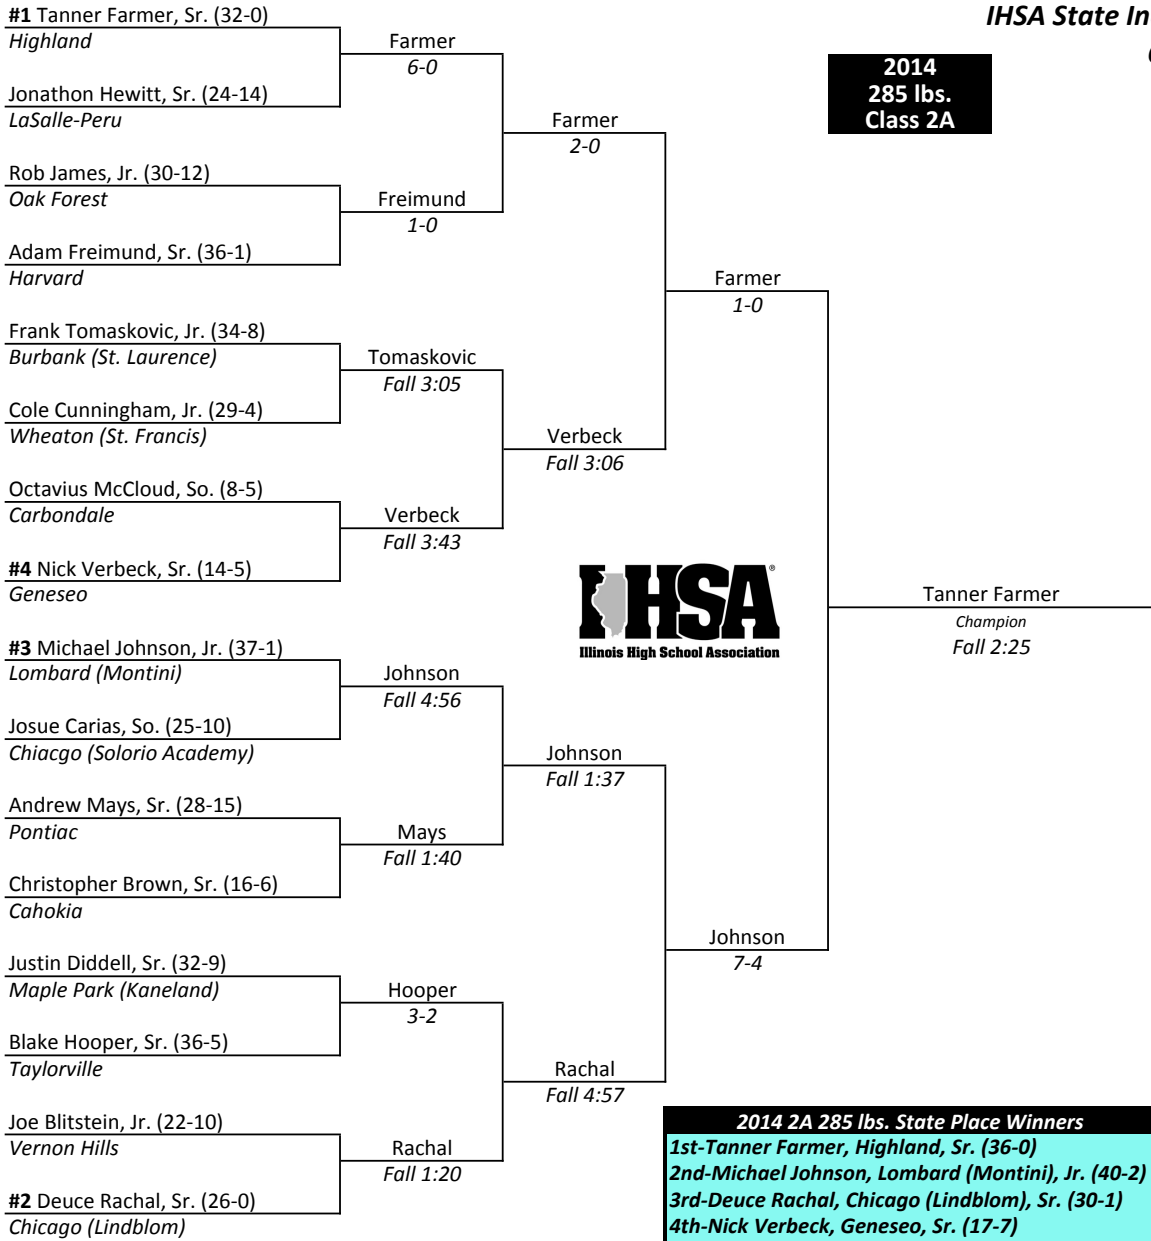 #1 Tanner Farmer, Sr. (32-0)
Highland
Jonathon Hewitt, Sr. (24-14)
LaSalle-Peru
Rob James, Jr. (30-12)
Oak Forest
Adam Freimund, Sr. (36-1)
Harvard
Frank Tomaskovic, Jr. (34-8)
Burbank (St. Laurence)
Cole Cunningham, Jr. (29-4)
Wheaton (St. Francis)
Octavius McCloud, So. (8-5)
Carbondale
#4 Nick Verbeck, Sr. (14-5)
Geneseo
#3 Michael Johnson, Jr. (37-1)
Lombard (Montini)
Josue Carias, So. (25-10)
Chiacgo (Solorio Academy)
Andrew Mays, Sr. (28-15)
Pontiac
Christopher Brown, Sr. (16-6)
Cahokia
Justin Diddell, Sr. (32-9)
Maple Park (Kaneland)
Blake Hooper, Sr. (36-5)
Taylorville
Joe Blitstein, Jr. (22-10)
Vernon Hills
#2 Deuce Rachal, Sr. (26-0)
Chicago (Lindblom)
Farmer
6-0
Freimund
1-0
Tomaskovic
Fall 3:05
Verbeck
Fall 3:43
Johnson
Fall 4:56
Mays
Fall 1:40
Hooper
3-2
Rachal
Fall 1:20
Farmer
2-0
Verbeck
Fall 3:06
Johnson
Fall 1:37
Rachal
Fall 4:57
Farmer
1-0
Johnson
7-4
Tanner Farmer
Champion
Fall 2:25
IHSA State In
2014
285 lbs.
Class 2A
IHSA®
Illinois High School Association
2014 2A 285 lbs. State Place Winners
1st-Tanner Farmer, Highland, Sr. (36-0)
2nd-Michael Johnson, Lombard (Montini), Jr. (40-2)
3rd-Deuce Rachal, Chicago (Lindblom), Sr. (30-1)
4th-Nick Verbeck, Geneseo, Sr. (17-7)